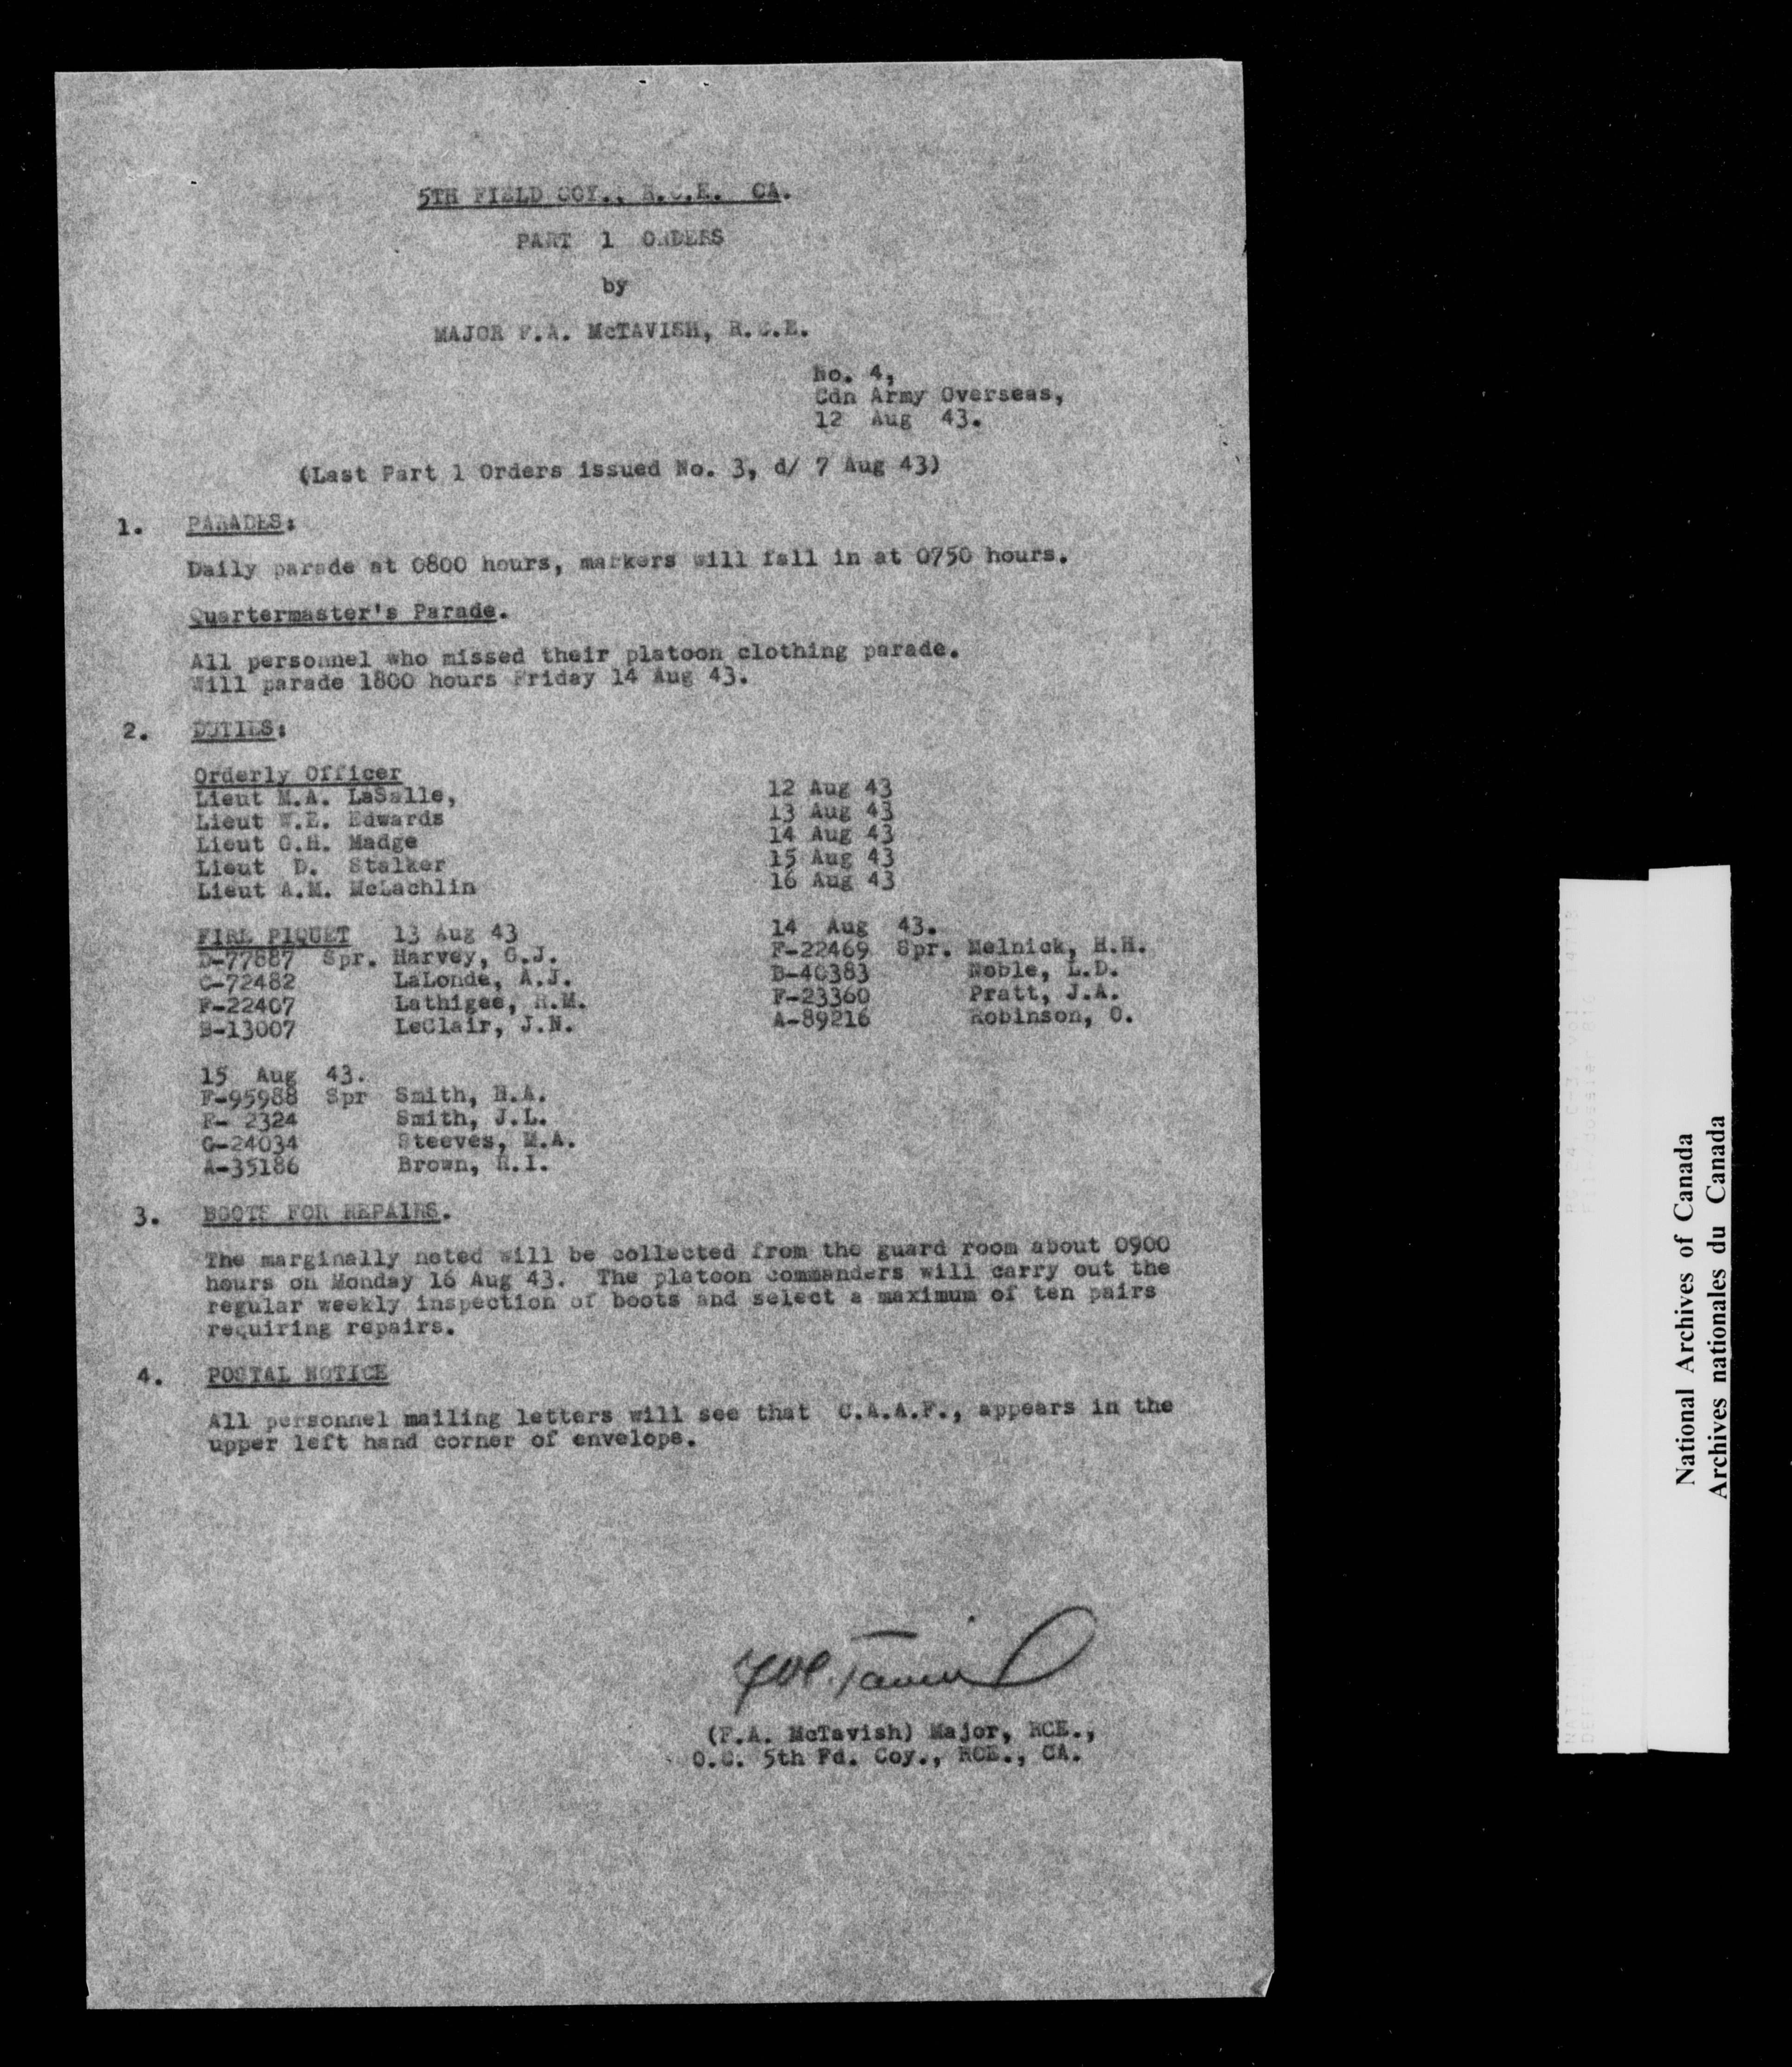 5TH FIELD COY., R.C.E. CA.
PART 1 ORDERS
by
MAJOR F.A. McTAVISH, R.C.E.
No. 4,
Cdn Army Overseas,
12 Aug 43.
(Last Part 1 Orders issued No. 3, d/ 7 Aug 43)
1. PARADES:
Daily parade at 0800 hours, markers will fall in at 0750 hours.
Quartermaster's Parade.
All personnel who missed their platoon clothing parade.
Will parade 1800 hours Friday 14 Aug 43.
2. DUTIES:
Orderly Officer
Lieut M.A. LaSalle, 12 Aug 43
Lieut W.E. Edwards 13 Aug 43
Lieut G.H. Madge 14 Aug 43
Lieut D. Stalker 15 Aug 43
Lieut A.M. McLachlin 16 Aug 43
FIRE PIQUET 13 Aug 43
D-77887 Spr. Harvey, G.J.
C-72482 LaLonde, A.J.
F-22407 Lathigee, R.M.
B-13007 LeClair, J.N.
14 Aug 43.
F-22469 Spr. Melnick, H.H.
B-40383 Noble, L.D.
F-23360 Pratt, J.A.
A-89216 Robinson, O.
15 Aug 43.
F-95988 Spr Smith, H.A.
F- 2324 Smith, J.L.
G-24034 Steeves, M.A.
A-35186 Brown, R.I.
3. BOOTS FOR REPAIRS.
The marginally noted will be collected from the guard room about 0900
hours on Monday 16 Aug 43. The platoon commanders will carry out the
regular weekly inspection of boots and select a maximum of ten pairs
requiring repairs.
4. POSTAL NOTICE
All personnel mailing letters will see that C.A.A.F., appears in the
upper left hand corner of envelope.
(F.A. McTavish) Major, RCE.,
O.C. 5th Fd. Coy., RCE., CA.
National Archives of Canada
Archives nationales du Canada